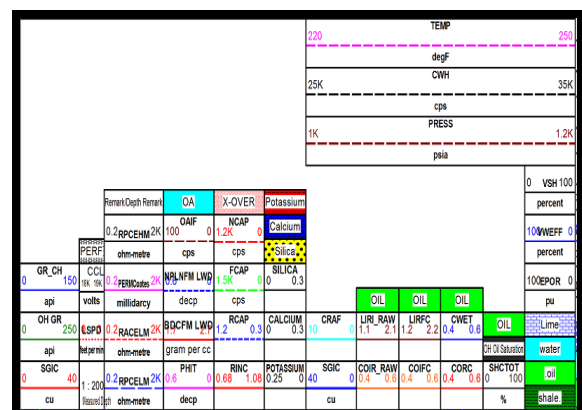 TEMP
220 250
degF
CWH
25K 35K
cps
PRESS
1K 1.2K
psia
0 VSH 100
percent
Remark/Depth Remark OA X-OVER Potassium
OAIF NCAP
0.2 RPCEHM 2K 100 0 1.2K 0 Calcium
VWEFF 0
PERF ohm-metre cps cps Silica percent
GR_CH CCL NPLNFM LWD FCAP SILICA
0 150 0.2 PERMCoates 2K 1.5K 0 0 0.3 100 EPOR 0
api volts millidarcy decp cps OIL OIL OIL pu
OH GR BDCFM LWD RCAP CALCIUM CRAF LIRI_RAW LIRFC CWET OIL Lime
0 250 LSPD 0.2 RACELM 2K 1.2 0.3 0 0.3 10 0 1.1 2.1 1.2 2.2 0.4 0.6
api feet per min ohm-metre gram per cc OH Oil Saturation water
SGIC PHIT RINC POTASSIUM SGIC COIR_RAW COIFC CORC SHCTOT oil
0 40 1 : 200 0.2 RPCELM 2K 0.6 0 0.68 1.08 0.25 0 40 0 0.4 0.6 0.4 0.6 0.4 0.6 0 100
cu Measured Depth ohm-metre decp cu % shale